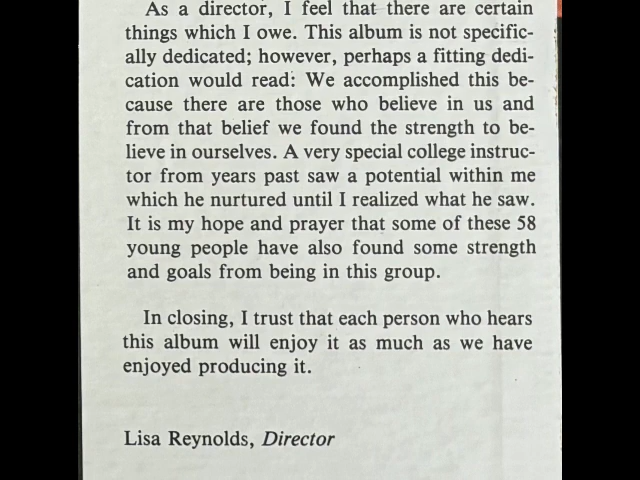 As a director, I feel that there are certain
things which I owe. This album is not specific-
ally dedicated; however, perhaps a fitting dedi-
cation would read: We accomplished this be-
cause there are those who believe in us and
from that belief we found the strength to be-
lieve in ourselves. A very special college instruc-
tor from years past saw a potential within me
which he nurtured until I realized what he saw.
It is my hope and prayer that some of these 58
young people have also found some strength
and goals from being in this group.
In closing, I trust that each person who hears
this album will enjoy it as much as we have
enjoyed producing it.
Lisa Reynolds, Director